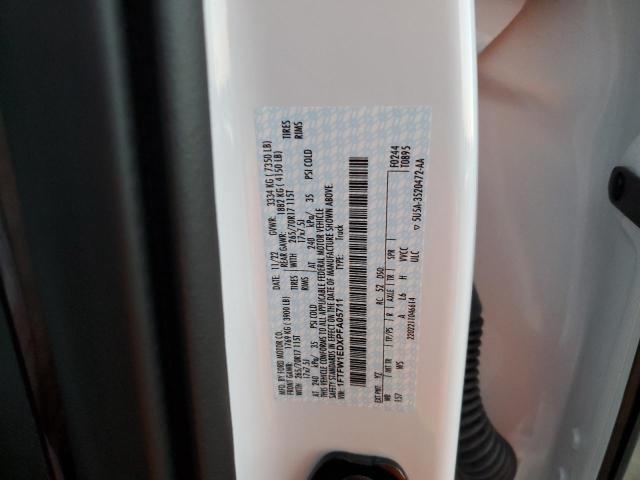 MFD. BY FORD MOTOR CO.
DATE: 11/22 GVWR: 3334 KG (7350 LB)
FRONT GAWR: 1769 KG (3900 LB) REAR GAWR: 1882 KG (4150 LB)
265/70R17 115T WITH 265/70R17 115T TIRES
17x7.5J 17x7.5J RIMS
AT 240 kPa/ 35 PSI COLD AT 240 kPa/ 35 PSI COLD
THIS VEHICLE CONFORMS TO ALL APPLICABLE FEDERAL MOTOR VEHICLE
SAFETY STANDARDS IN EFFECT ON THE DATE OF MANUFACTURE SHOWN ABOVE.
VIN: 1FTFW1EDXPFA05711 TYPE: Truck
F0244
T0B95
EXT PNT: YZ RC: 52 DSO:
WB INT TR TP/PS R AXLE TR SPR
157 WS A L6 H VVCC
ULC
2202211046614
5U5A-3520472-AA